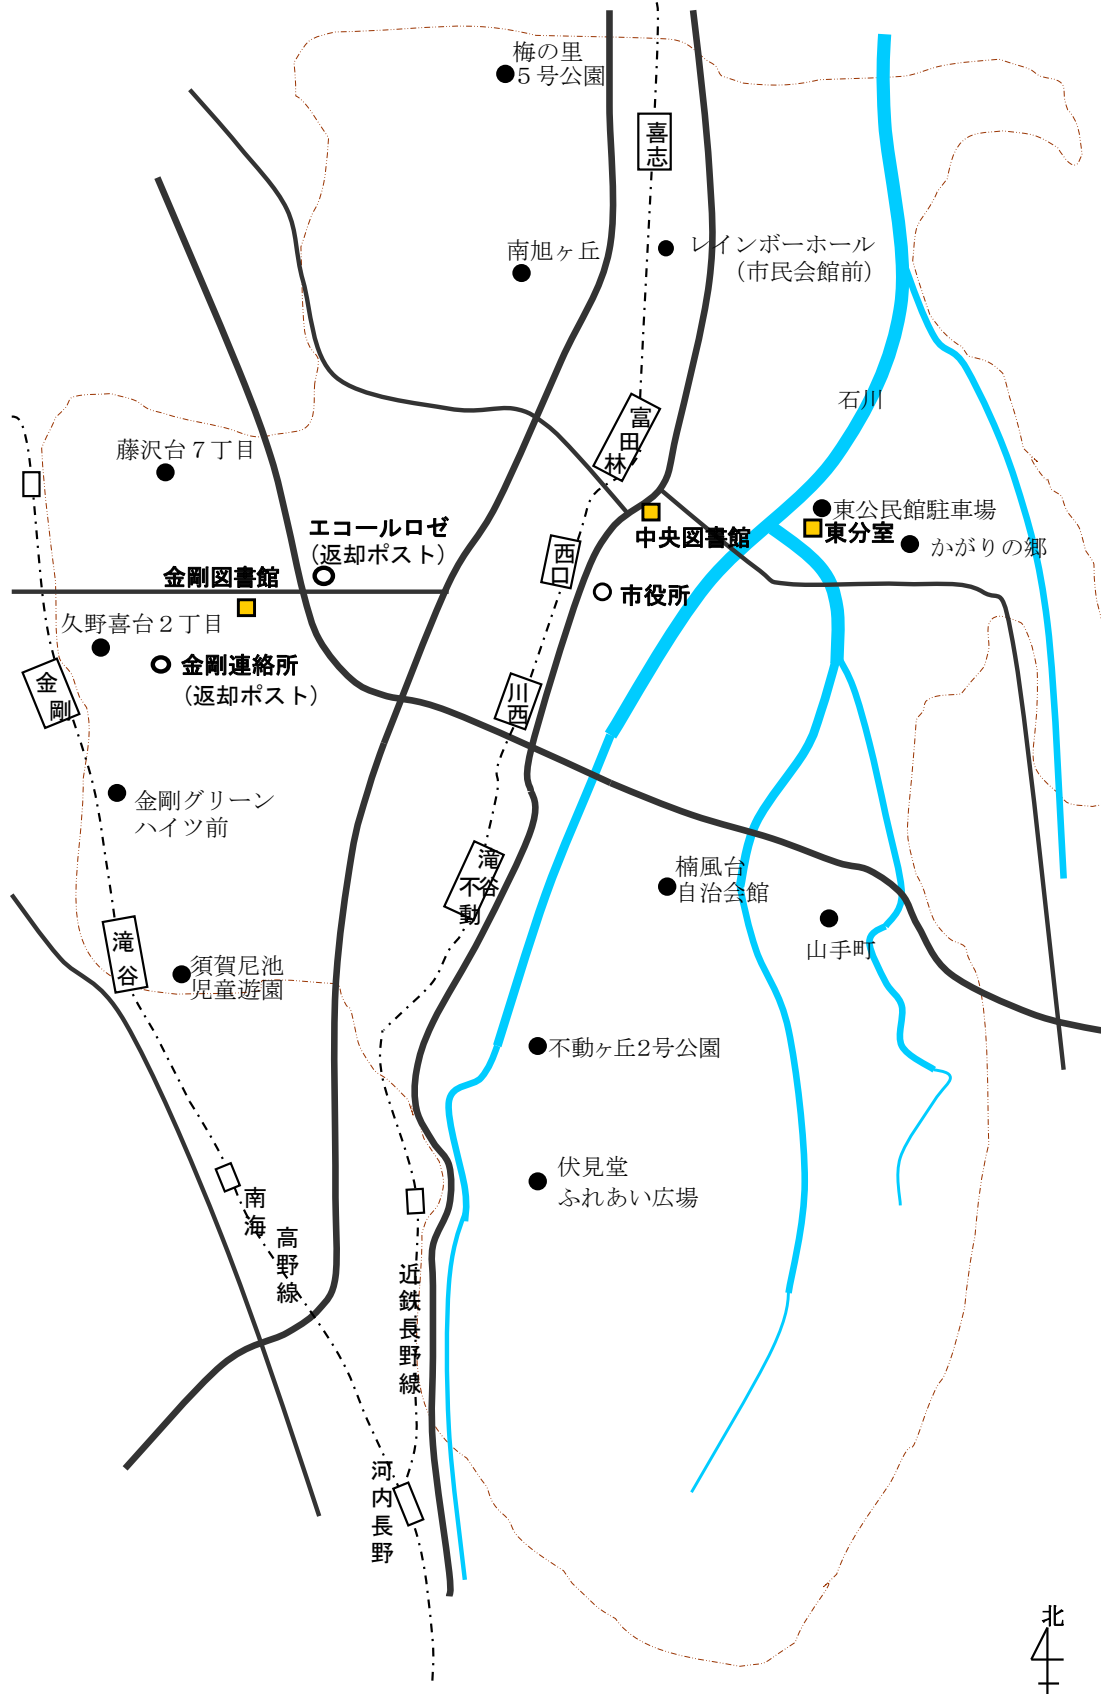 梅の里
５号公園
喜志
南旭ヶ丘
レインボーホール
（市民会館前）
石川
富田林
藤沢台７丁目
エコールロゼ
（返却ポスト）
東公民館駐車場
東分室
中央図書館
かがりの郷
西口
金剛図書館
市役所
久野喜台２丁目
金剛連絡所
（返却ポスト）
金剛
川西
金剛グリーン
ハイツ前
滝谷不動
楠風台
自治会館
山手町
滝谷
須賀尼池
児童遊園
不動ヶ丘2号公園
伏見堂
ふれあい広場
南海
高野線
近鉄長野線
河内長野
北